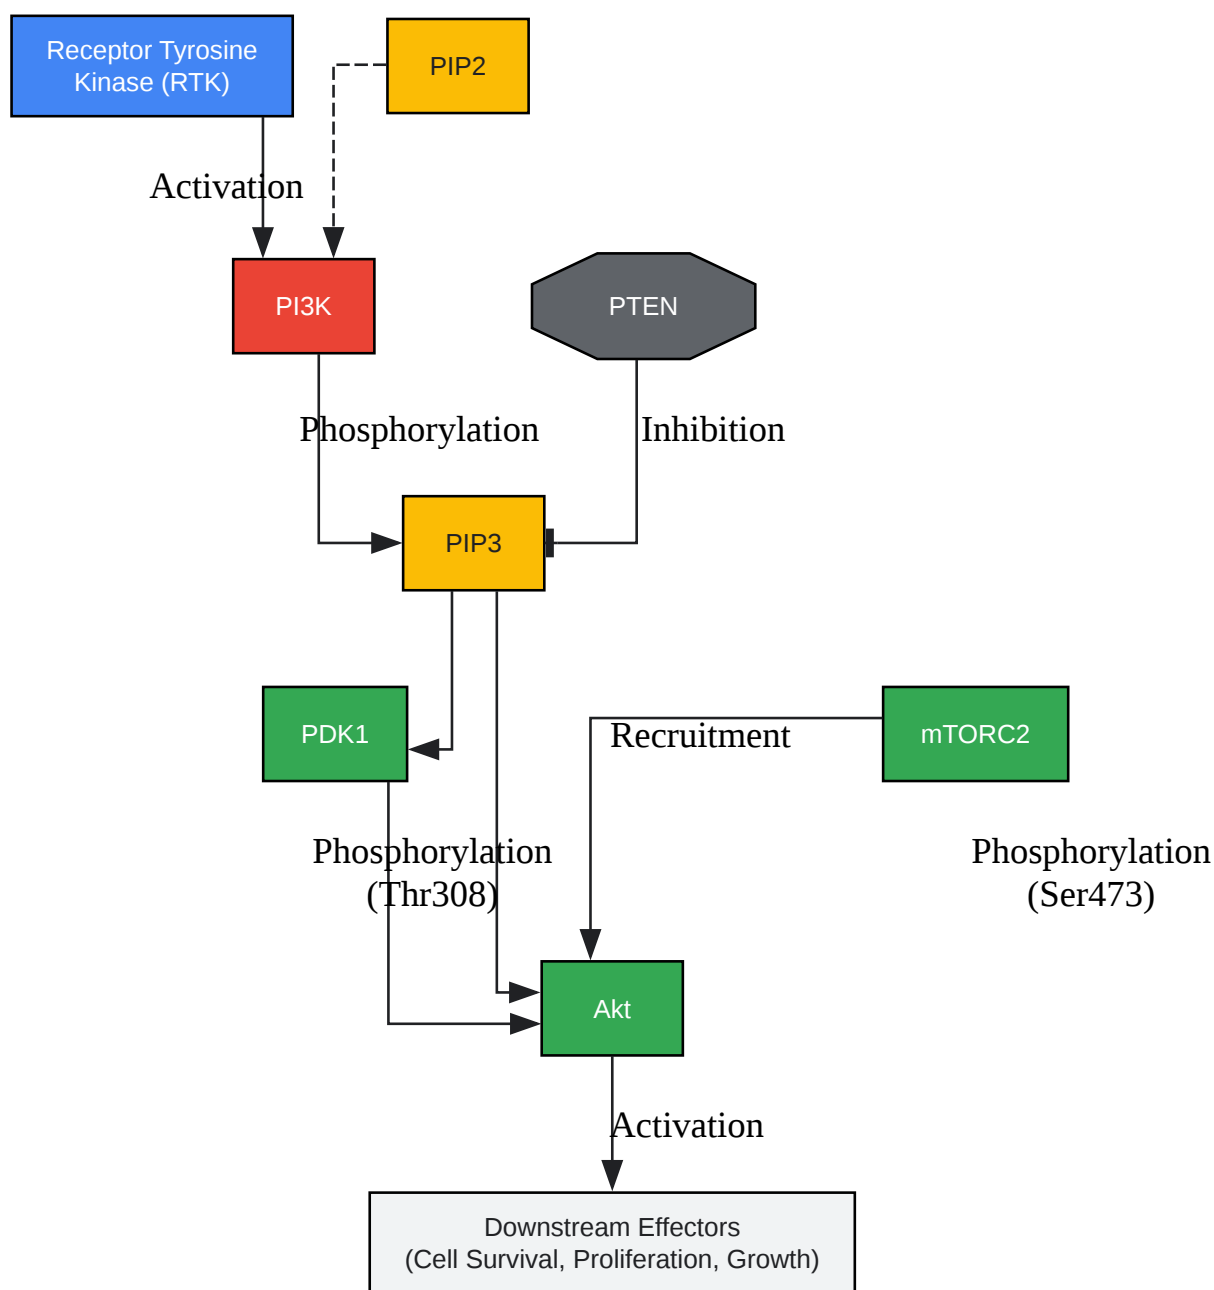 Receptor Tyrosine
Kinase (RTK)
PIP2
Activation
PI3K
PTEN
Phosphorylation
Inhibition
PIP3
PDK1
Recruitment
mTORC2
Phosphorylation
(Thr308)
Phosphorylation
(Ser473)
Akt
Activation
Downstream Effectors
(Cell Survival, Proliferation, Growth)